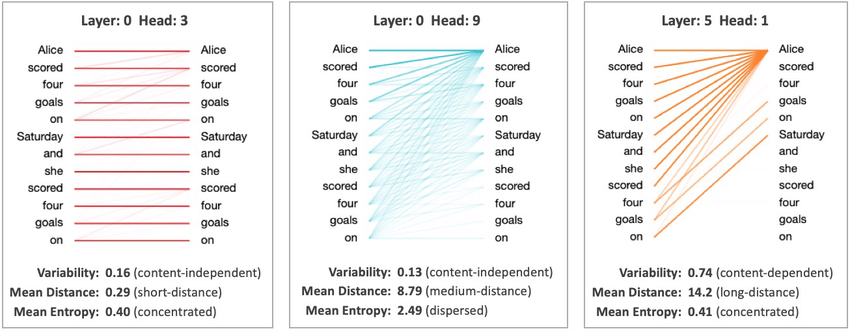 Layer: 0 Head: 3
Alice Alice
scored scored
four four
goals goals
on on
Saturday Saturday
and and
she she
scored scored
four four
goals goals
on on
Variability: 0.16 (content-independent)
Mean Distance: 0.29 (short-distance)
Mean Entropy: 0.40 (concentrated)
Layer: 0 Head: 9
Alice Alice
scored scored
four four
goals goals
on on
Saturday Saturday
and and
she she
scored scored
four four
goals goals
on on
Variability: 0.13 (content-independent)
Mean Distance: 8.79 (medium-distance)
Mean Entropy: 2.49 (dispersed)
Layer: 5 Head: 1
Alice Alice
scored scored
four four
goals goals
on on
Saturday Saturday
and and
she she
scored scored
four four
goals goals
on on
Variability: 0.74 (content-dependent)
Mean Distance: 14.2 (long-distance)
Mean Entropy: 0.41 (concentrated)